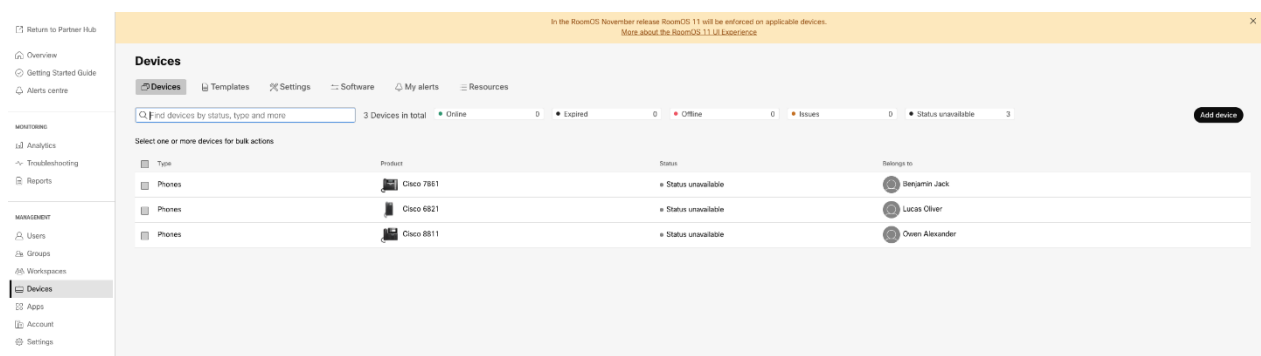 In the RoomOS November release RoomOS 11 will be enforced on applicable devices.
More about the RoomOS 11 UI Experience
Return to Partner Hub
Overview
Getting Started Guide
Alerts centre
MONITORING
Analytics
Troubleshooting
Reports
MANAGEMENT
Users
Groups
Workspaces
Devices
Apps
Account
Settings
Devices
Devices Templates Settings Software My alerts Resources
Find devices by status, type and more 3 Devices in total Online 0 Expired 0 Offline 0 Issues 0 Status unavailable 3 Add device
Select one or more devices for bulk actions
Type Product Status Belongs to
Phones Cisco 7861 Status unavailable Benjamin Jack
Phones Cisco 6821 Status unavailable Lucas Oliver
Phones Cisco 8811 Status unavailable Owen Alexander